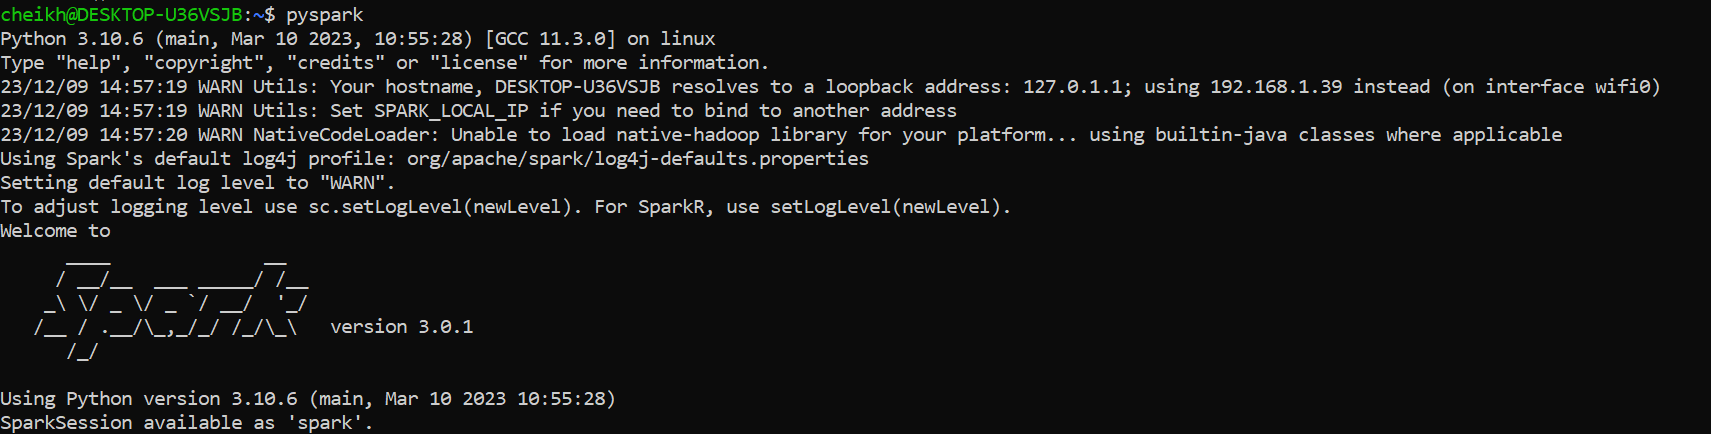 cheikh@DESKTOP-U36VSJB:~$ pyspark
Python 3.10.6 (main, Mar 10 2023, 10:55:28) [GCC 11.3.0] on linux
Type "help", "copyright", "credits" or "license" for more information.
23/12/09 14:57:19 WARN Utils: Your hostname, DESKTOP-U36VSJB resolves to a loopback address: 127.0.1.1; using 192.168.1.39 instead (on interface wifi0)
23/12/09 14:57:19 WARN Utils: Set SPARK_LOCAL_IP if you need to bind to another address
23/12/09 14:57:20 WARN NativeCodeLoader: Unable to load native-hadoop library for your platform... using builtin-java classes where applicable
Using Spark's default log4j profile: org/apache/spark/log4j-defaults.properties
Setting default log level to "WARN".
To adjust logging level use sc.setLogLevel(newLevel). For SparkR, use setLogLevel(newLevel).
Welcome to
      ____              __
     / __/__  ___ _____/ /__
    _\ \/ _ \/ _ `/ __/  '_/
   /__ / .__/\_,_/_/ /_/\_\   version 3.0.1
      /_/
Using Python version 3.10.6 (main, Mar 10 2023 10:55:28)
SparkSession available as 'spark'.